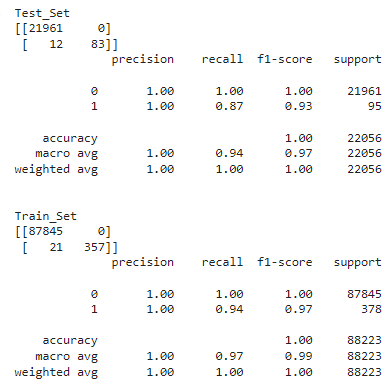 Test_Set
[[21961     0]
 [   12    83]]
              precision    recall  f1-score   support

           0       1.00      1.00      1.00     21961
           1       1.00      0.87      0.93        95

    accuracy                           1.00     22056
   macro avg       1.00      0.94      0.97     22056
weighted avg       1.00      1.00      1.00     22056

Train_Set
[[87845     0]
 [   21   357]]
              precision    recall  f1-score   support

           0       1.00      1.00      1.00     87845
           1       1.00      0.94      0.97       378

    accuracy                           1.00     88223
   macro avg       1.00      0.97      0.99     88223
weighted avg       1.00      1.00      1.00     88223